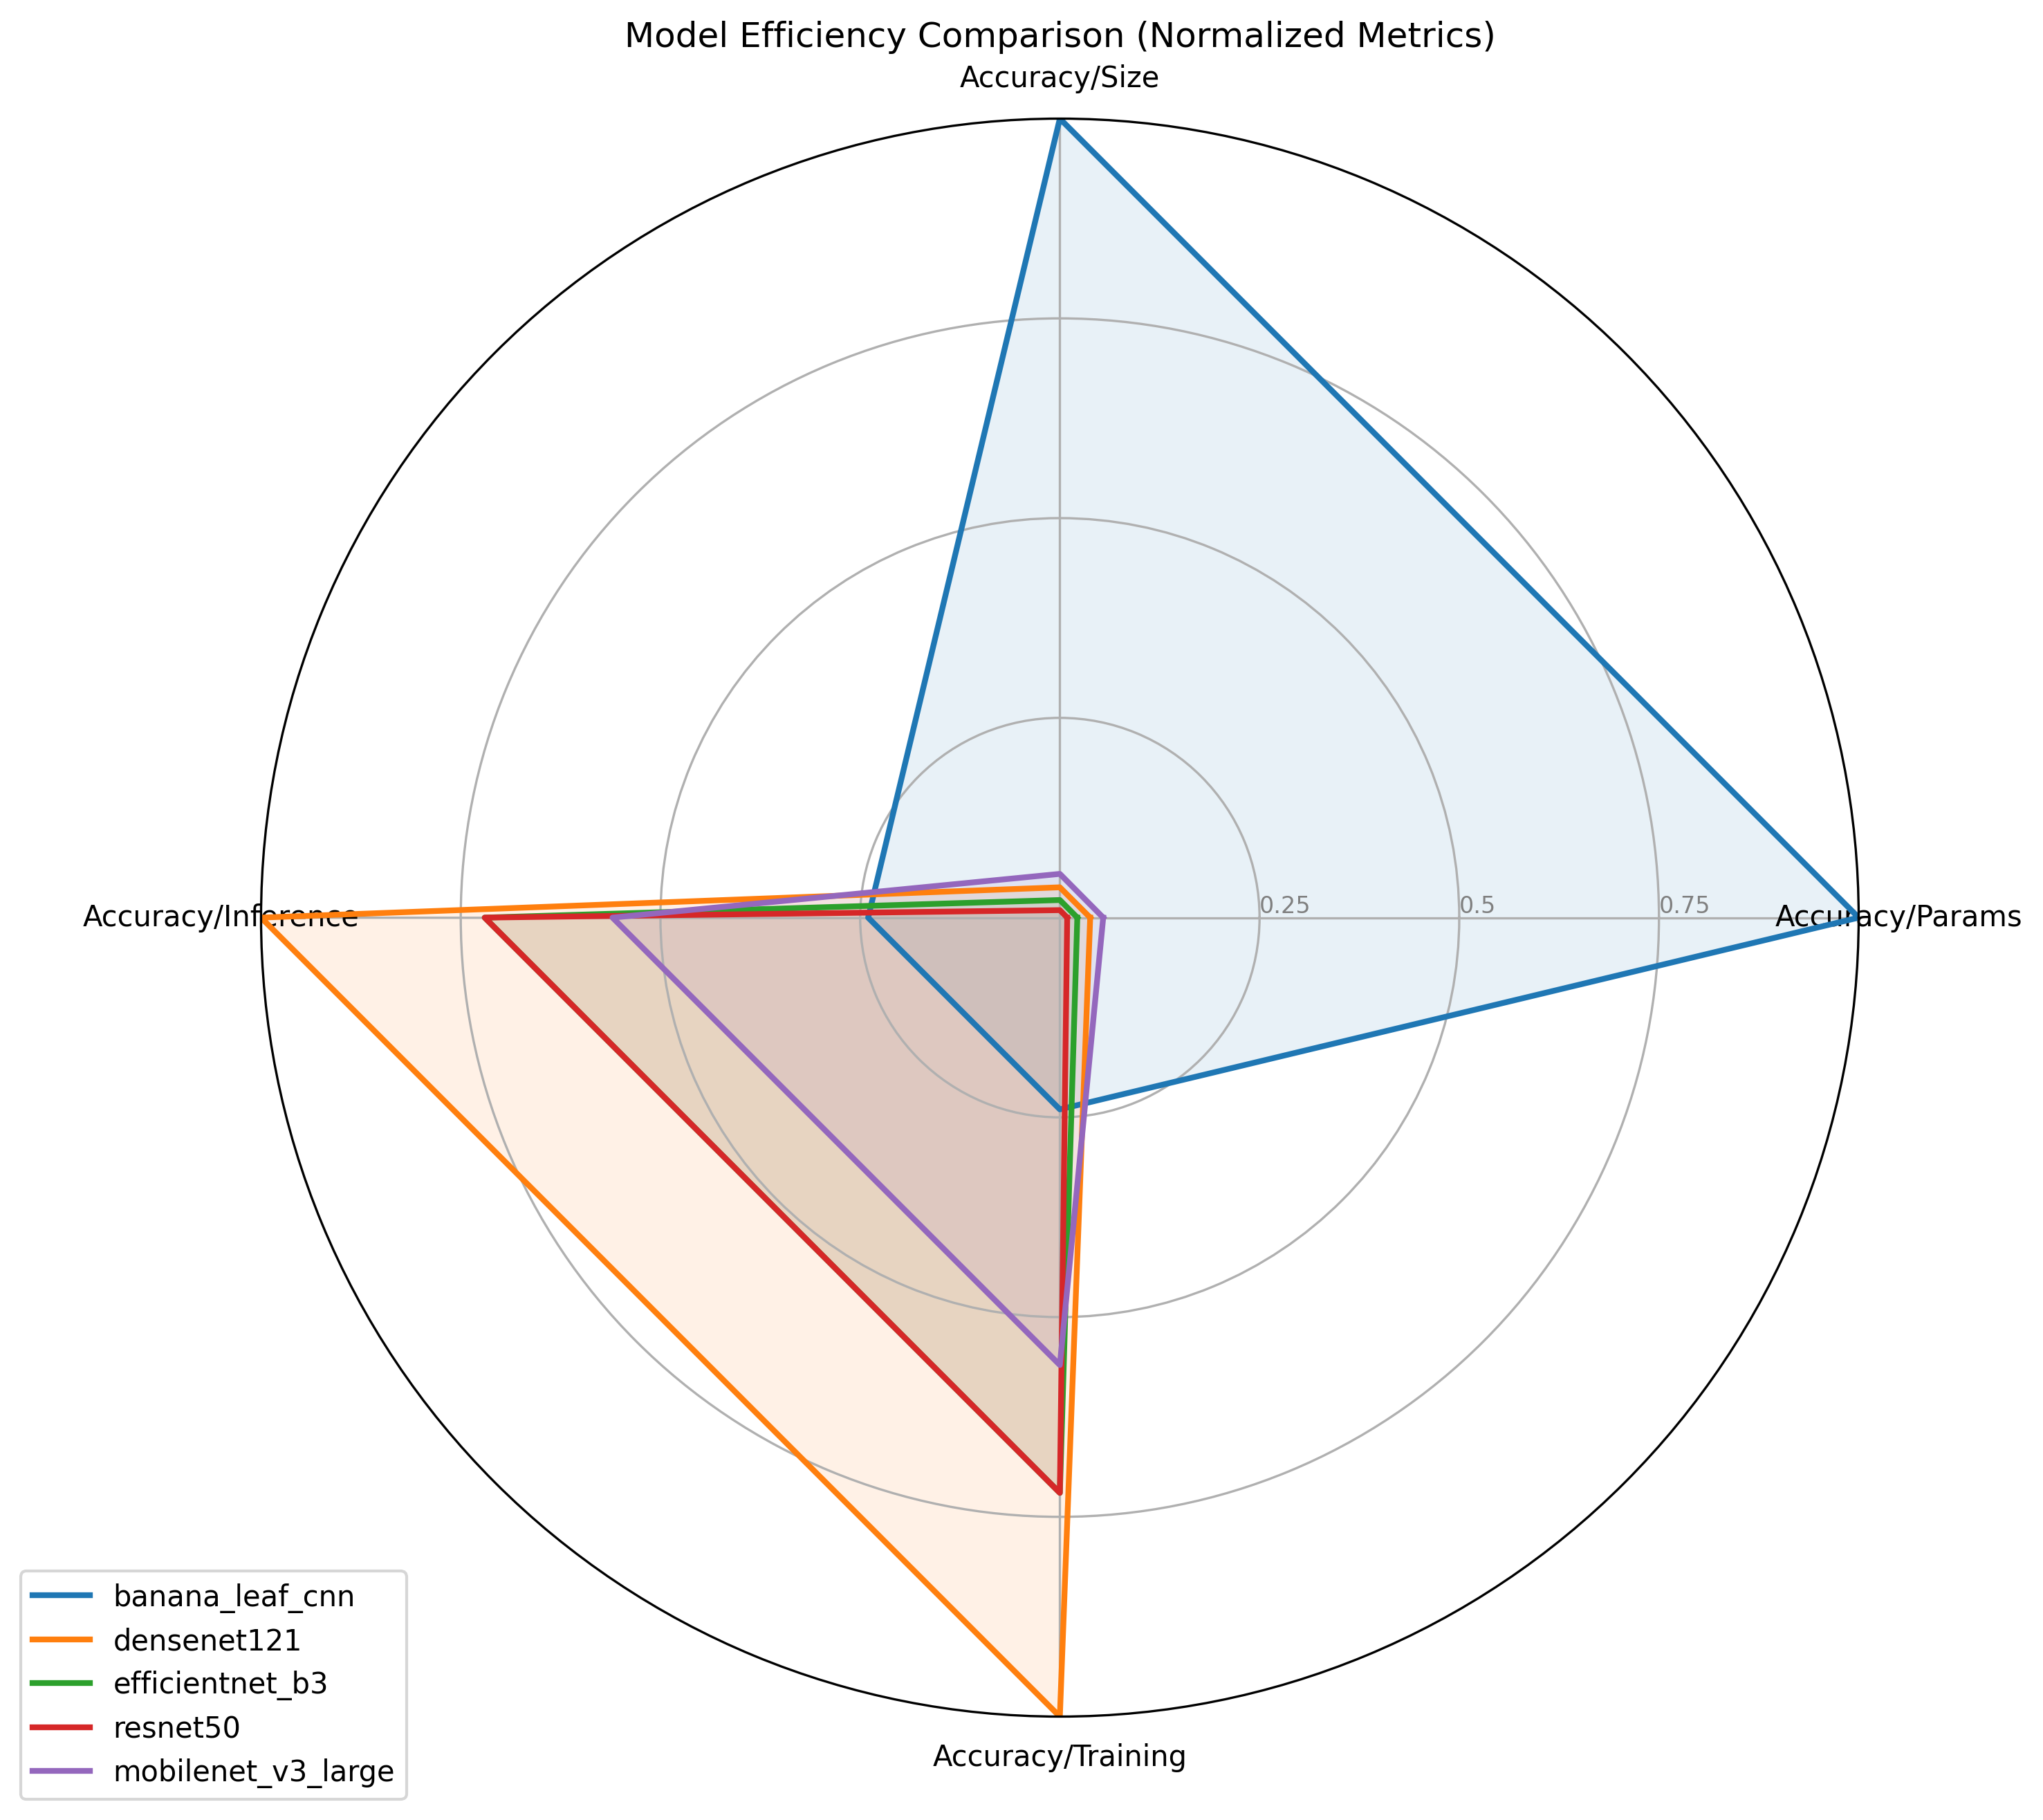 Model Efficiency Comparison (Normalized Metrics)
Accuracy/Size
0.25
0.5
0.75
Accuracy/Inference
Accuracy/Params
Accuracy/Training
banana_leaf_cnn
densenet121
efficientnet_b3
resnet50
mobilenet_v3_large